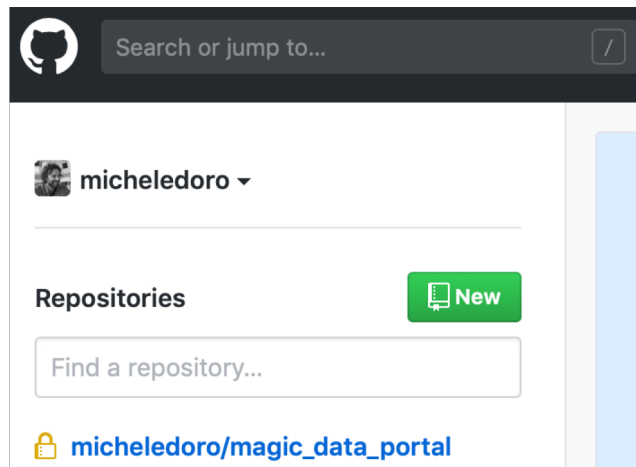 Search or jump to...
/
micheledoro
Repositories
New
Find a repository...
micheledoro/magic_data_portal